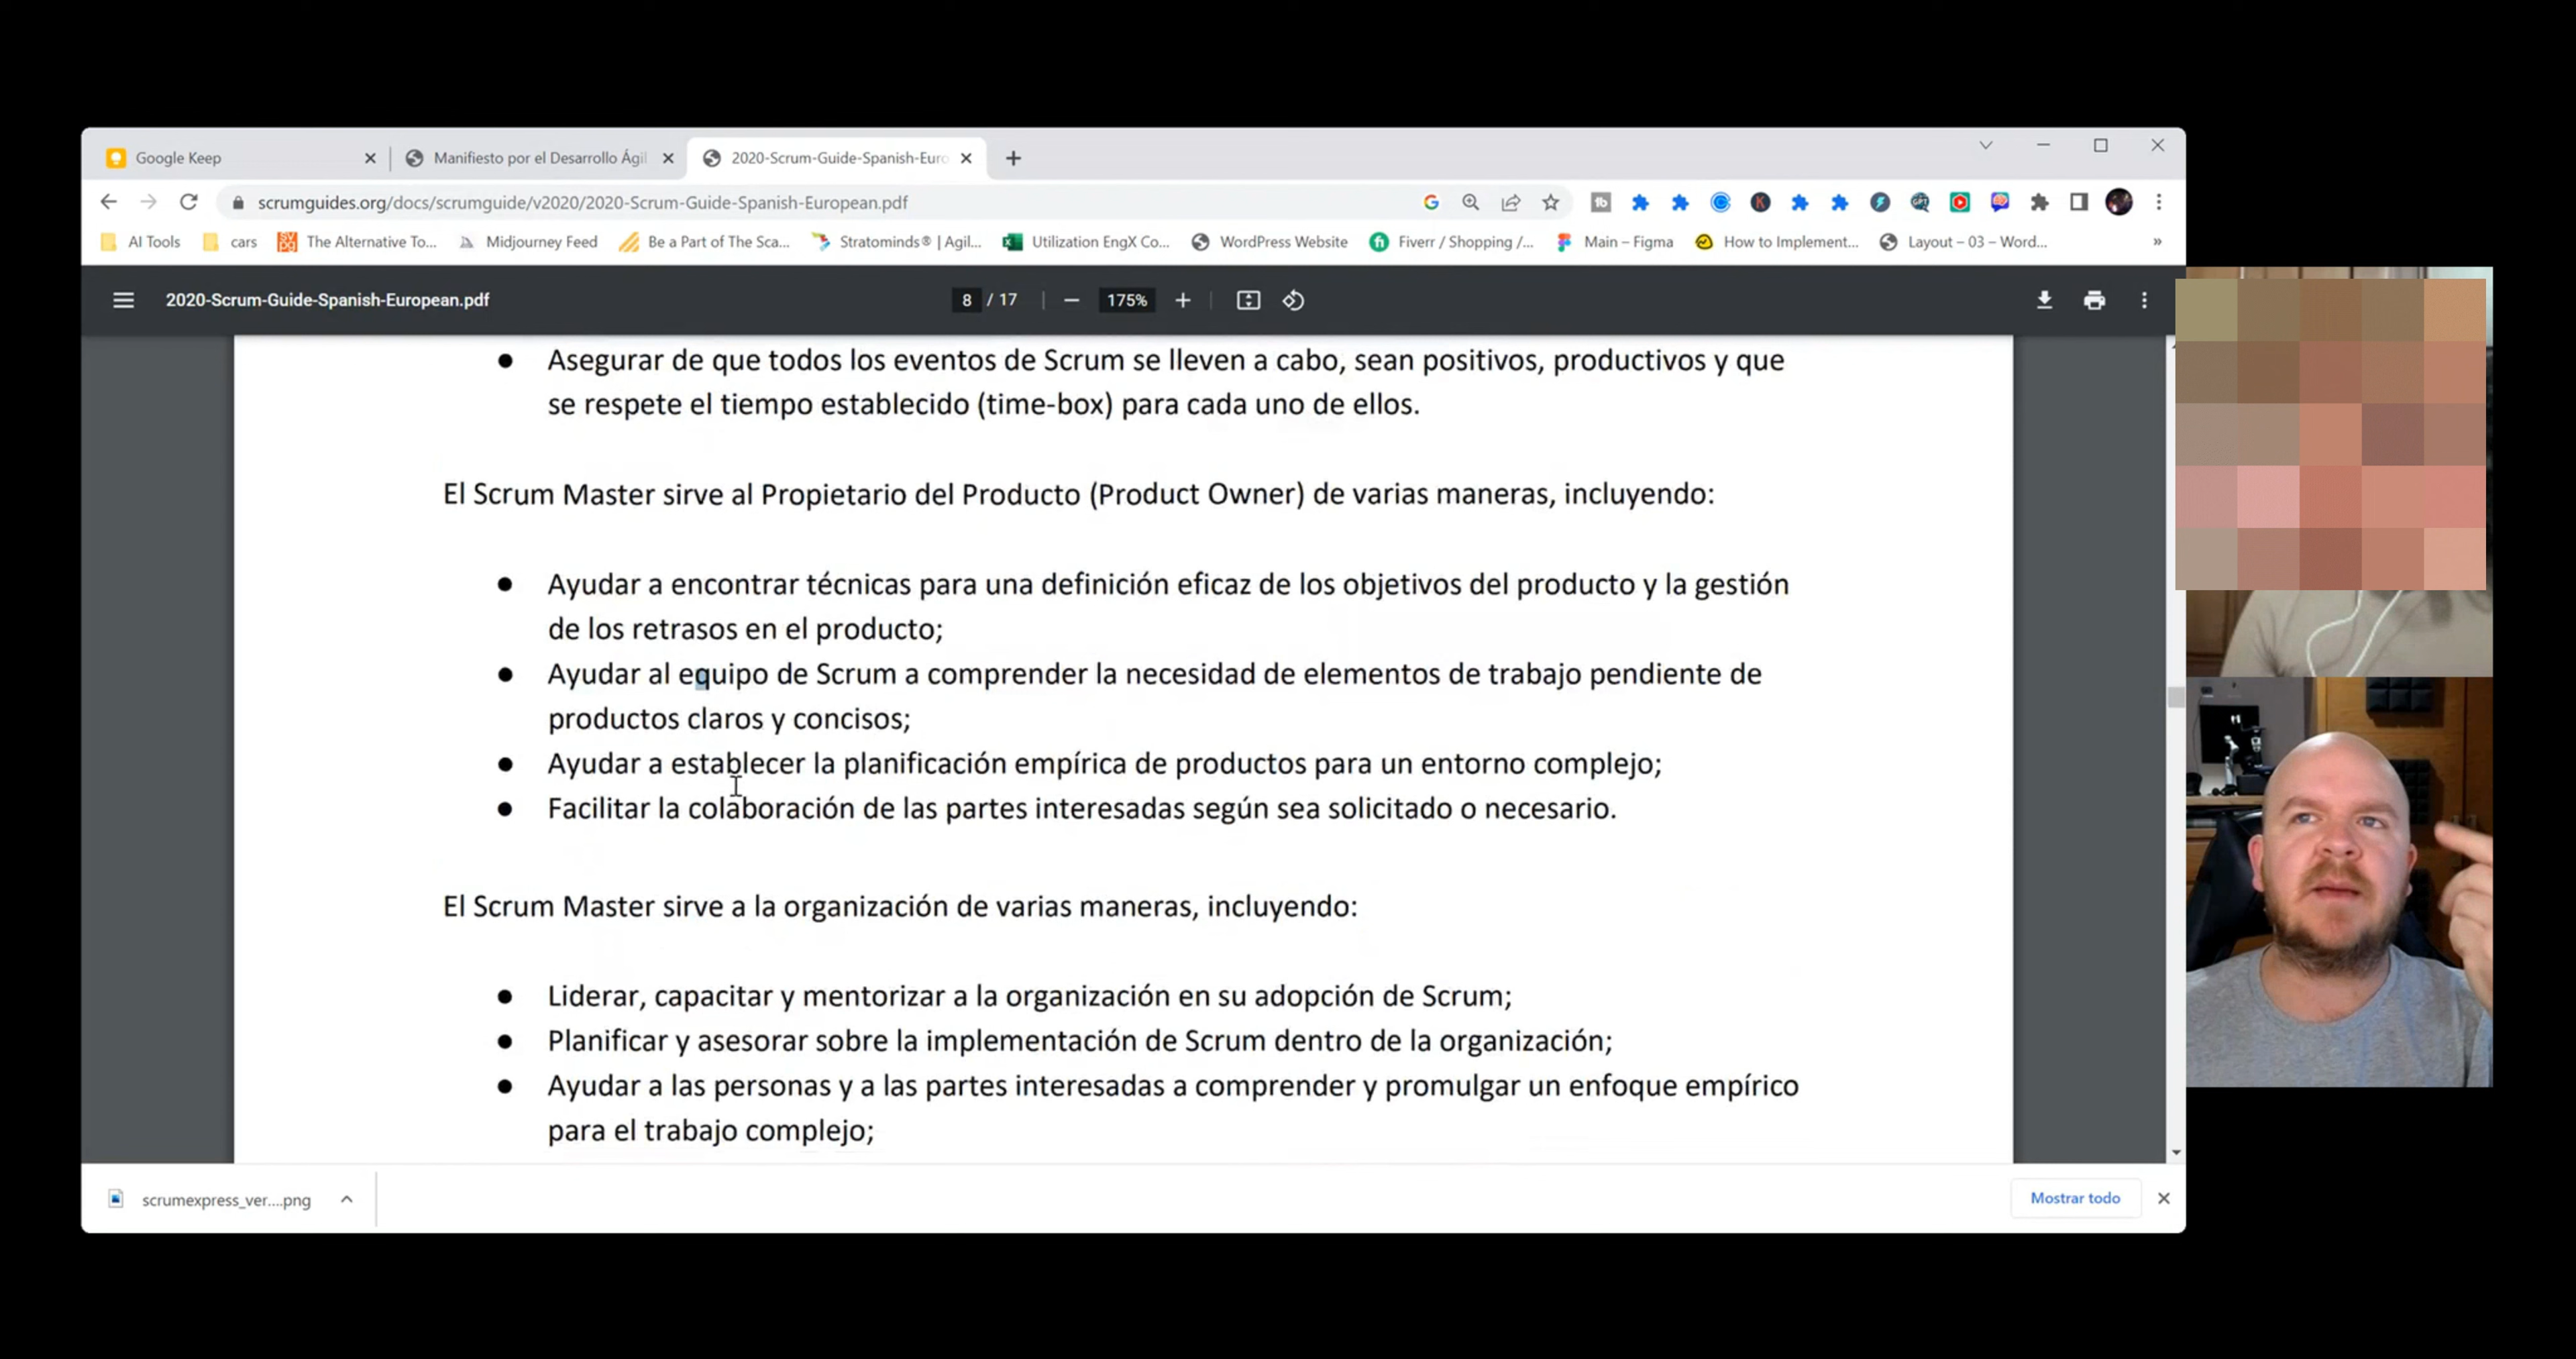 Google Keep
Manifiesto por el Desarrollo Ágil
2020-Scrum-Guide-Spanish-Euro
scrumguides.org/docs/scrumguide/v2020/2020-Scrum-Guide-Spanish-European.pdf
AI Tools
cars
The Alternative To...
Midjourney Feed
Be a Part of The Sca...
Stratominds® | Agil...
Utilization EngX Co...
WordPress Website
Fiverr / Shopping /...
Main – Figma
How to Implement...
Layout – 03 – Word...
»
2020-Scrum-Guide-Spanish-European.pdf
8 / 17
175%
● Asegurar de que todos los eventos de Scrum se lleven a cabo, sean positivos, productivos y que
se respete el tiempo establecido (time-box) para cada uno de ellos.
El Scrum Master sirve al Propietario del Producto (Product Owner) de varias maneras, incluyendo:
● Ayudar a encontrar técnicas para una definición eficaz de los objetivos del producto y la gestión
de los retrasos en el producto;
● Ayudar al equipo de Scrum a comprender la necesidad de elementos de trabajo pendiente de
productos claros y concisos;
● Ayudar a establecer la planificación empírica de productos para un entorno complejo;
● Facilitar la colaboración de las partes interesadas según sea solicitado o necesario.
El Scrum Master sirve a la organización de varias maneras, incluyendo:
● Liderar, capacitar y mentorizar a la organización en su adopción de Scrum;
● Planificar y asesorar sobre la implementación de Scrum dentro de la organización;
● Ayudar a las personas y a las partes interesadas a comprender y promulgar un enfoque empírico
para el trabajo complejo;
scrumexpress_ver....png
Mostrar todo